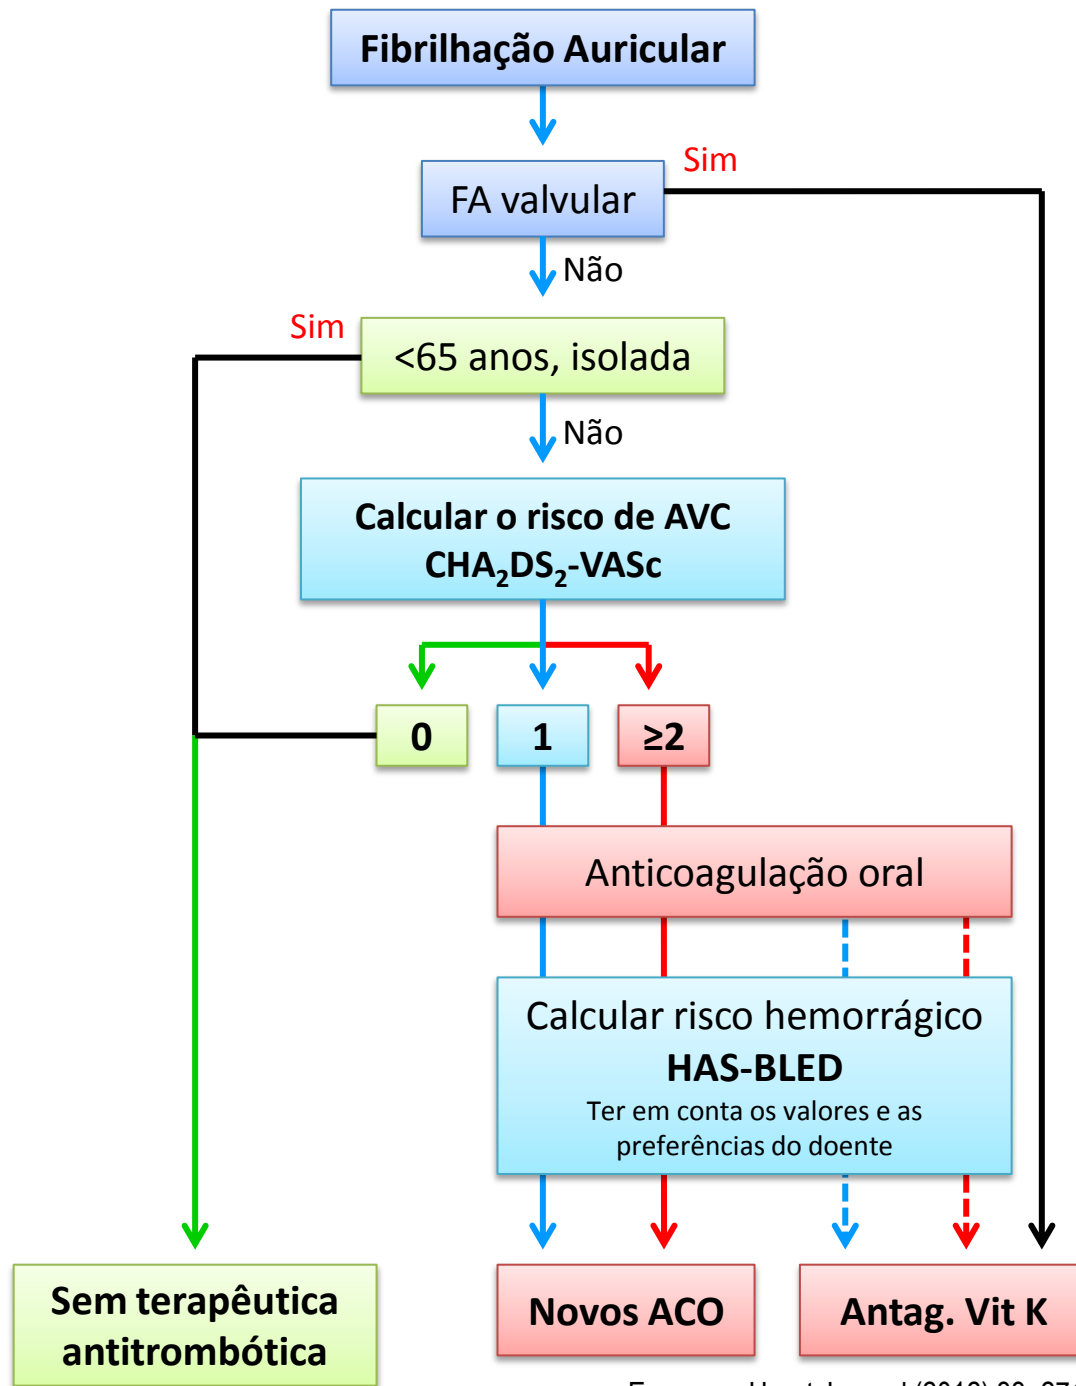 Fibrilhação Auricular
Sim
FA valvular
Não
Sim
<65 anos, isolada
Não
Calcular o risco de AVC
CHA₂DS₂-VASc
0
1
≥2
Anticoagulação oral
Calcular risco hemorrágico
HAS-BLED
Ter em conta os valores e as
preferências do doente
Sem terapêutica
antitrombótica
Novos ACO
Antag. Vit K